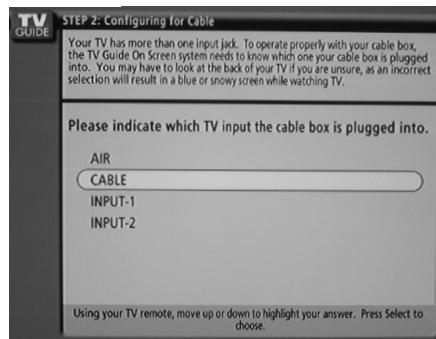 TV
GUIDE
STEP 2: Configuring for Cable
Your TV has more than one input jack. To operate properly with your cable box,
the TV Guide On Screen system needs to know which one your cable box is plugged
into. You may have to look at the back of your TV if you are unsure, as an incorrect
selection will result in a blue or snowy screen while watching TV.
Please indicate which TV input the cable box is plugged into.
AIR
CABLE
INPUT-1
INPUT-2
Using your TV remote, move up or down to highlight your answer. Press Select to
choose.